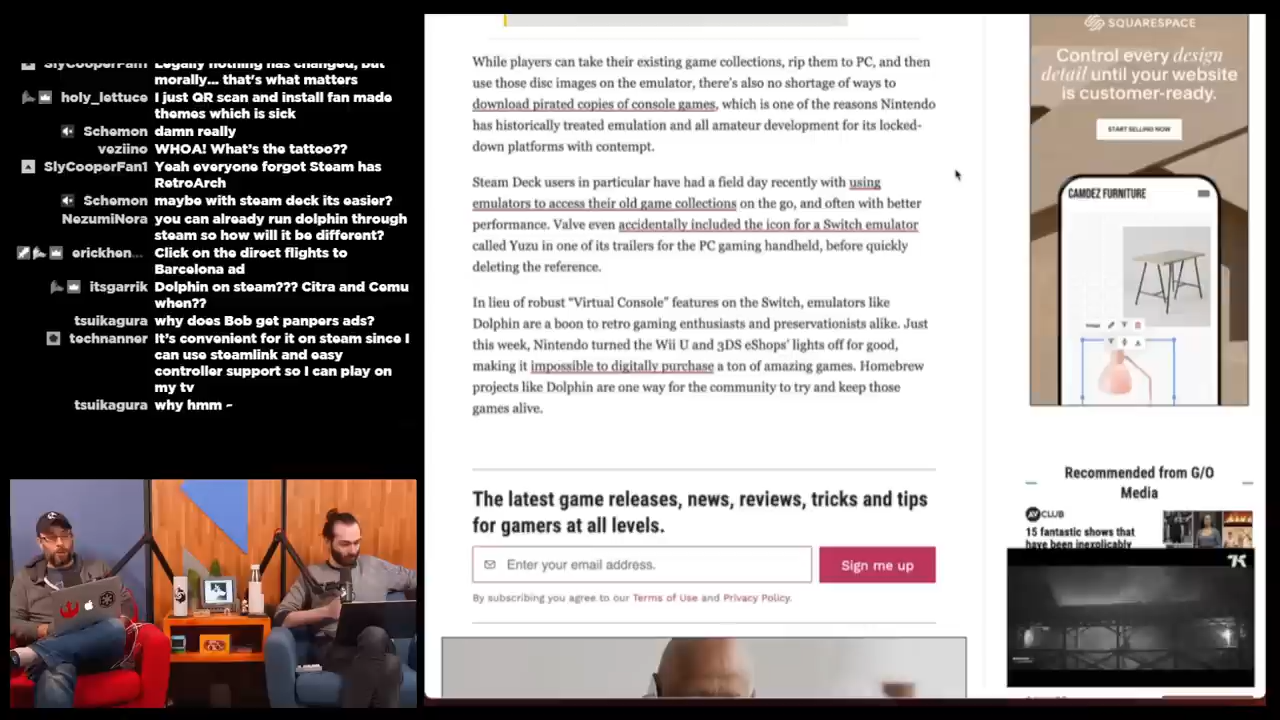 SlyCooperFan1 Legally nothing has changed, but
morally... that's what matters
holy_lettuce I just QR scan and install fan made
themes which is sick
Schemon damn really
veziino WHOA! What's the tattoo??
SlyCooperFan1 Yeah everyone forgot Steam has
RetroArch
Schemon maybe with steam deck its easier?
NezumiNora you can already run dolphin through
steam so how will it be different?
erickhen... Click on the direct flights to
Barcelona ad
itsgarrik Dolphin on steam??? Citra and Cemu
when??
tsuikagura why does Bob get panpers ads?
technanner It's convenient for it on steam since I
can use steamlink and easy
controller support so I can play on
my tv
tsuikagura why hmm ~
While players can take their existing game collections, rip them to PC, and then
use those disc images on the emulator, there's also no shortage of ways to
download pirated copies of console games, which is one of the reasons Nintendo
has historically treated emulation and all amateur development for its locked-
down platforms with contempt.
Steam Deck users in particular have had a field day recently with using
emulators to access their old game collections on the go, and often with better
performance. Valve even accidentally included the icon for a Switch emulator
called Yuzu in one of its trailers for the PC gaming handheld, before quickly
deleting the reference.
In lieu of robust “Virtual Console” features on the Switch, emulators like
Dolphin are a boon to retro gaming enthusiasts and preservationists alike. Just
this week, Nintendo turned the Wii U and 3DS eShops' lights off for good,
making it impossible to digitally purchase a ton of amazing games. Homebrew
projects like Dolphin are one way for the community to try and keep those
games alive.
The latest game releases, news, reviews, tricks and tips
for gamers at all levels.
Enter your email address.
Sign me up
By subscribing you agree to our Terms of Use and Privacy Policy.
SQUARESPACE
Control every design
detail until your website
is customer-ready.
START SELLING NOW
CAMDEZ FURNITURE
Image
Recommended from G/O
Media
AV CLUB
15 fantastic shows that
have been inexplicably